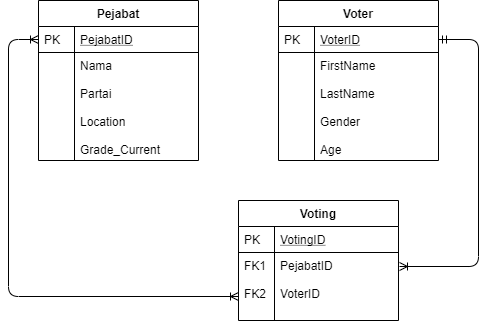 Pejabat
PK PejabatID
Nama
Partai
Location
Grade_Current
Voter
PK VoterID
FirstName
LastName
Gender
Age
Voting
PK VotingID
FK1 PejabatID
FK2 VoterID